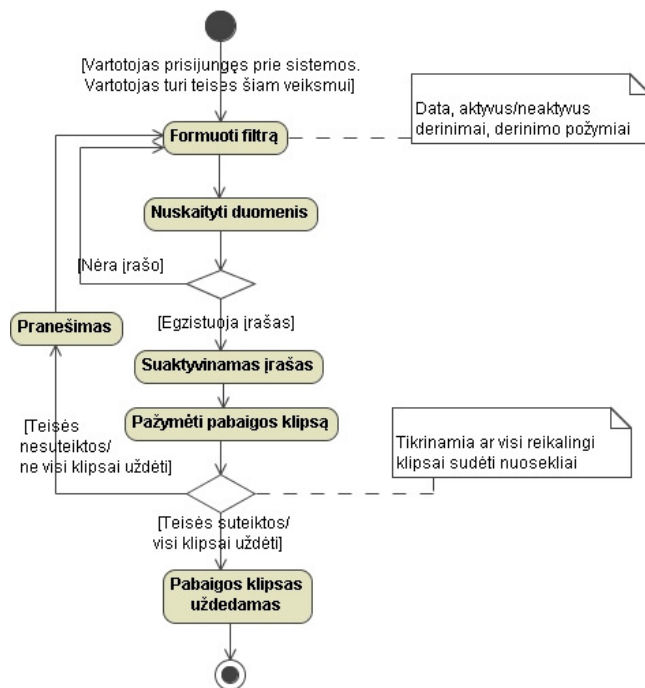 [Vartotojas prisijungęs prie sistemos.
Vartotojas turi teises šiam veiksmui]
Data, aktyvus/neaktyvus
derinimai, derinimo požymiai
Formuoti filtrą
Nuskaityti duomenis
[Nėra įrašo]
[Egzistuoja įrašas]
Pranešimas
Suaktyvinamas įrašas
Pažymėti pabaigos klipsą
[Teisės
nesuteiktos/
ne visi klipsai uždėti]
Tikrinamia ar visi reikalingi
klipsai sudėti nuosekliai
[Teisės suteiktos/
visi klipsai uždėti]
Pabaigos klipsas
uždedamas